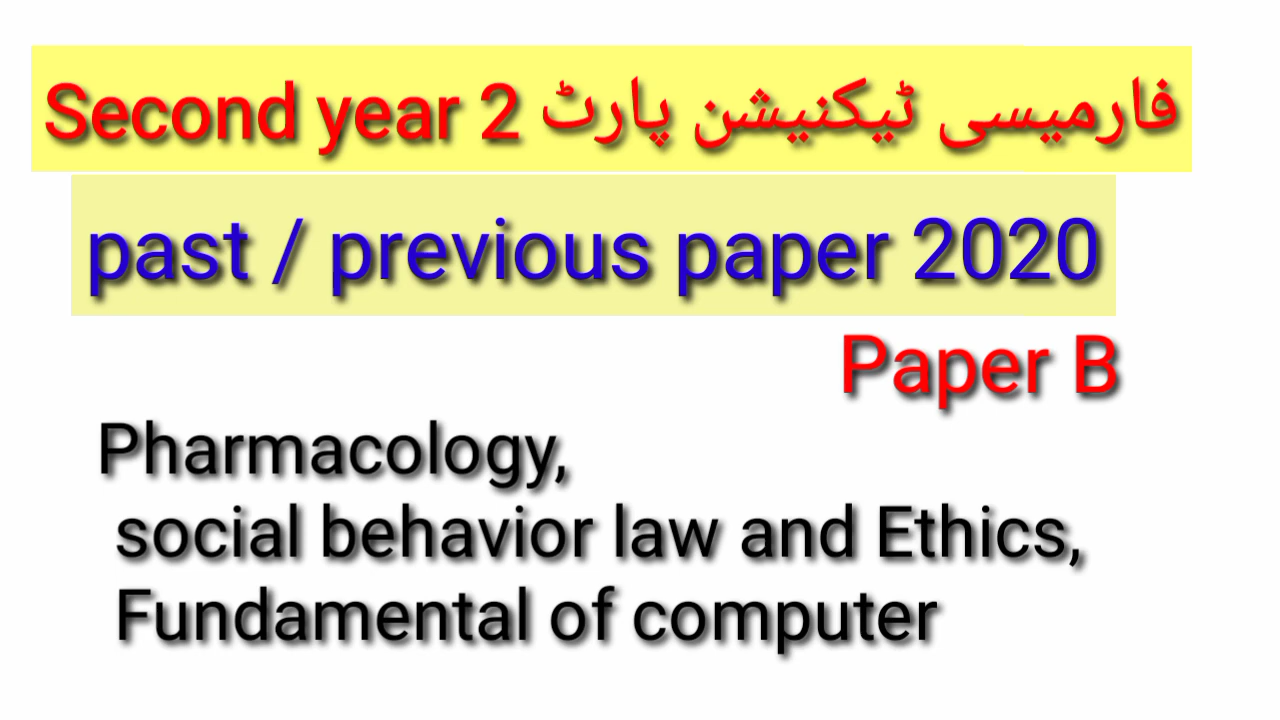 فارمیسی ٹیکنیشن پارٹ 2 Second year
past / previous paper 2020
Paper B
Pharmacology,
social behavior law and Ethics,
Fundamental of computer